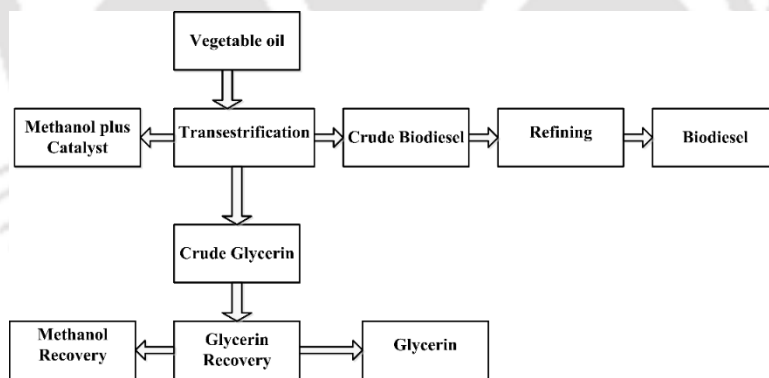 Vegetable oil
Methanol plus
Catalyst
Transestrification
Crude Biodiesel
Refining
Biodiesel
Crude Glycerin
Methanol
Recovery
Glycerin
Recovery
Glycerin